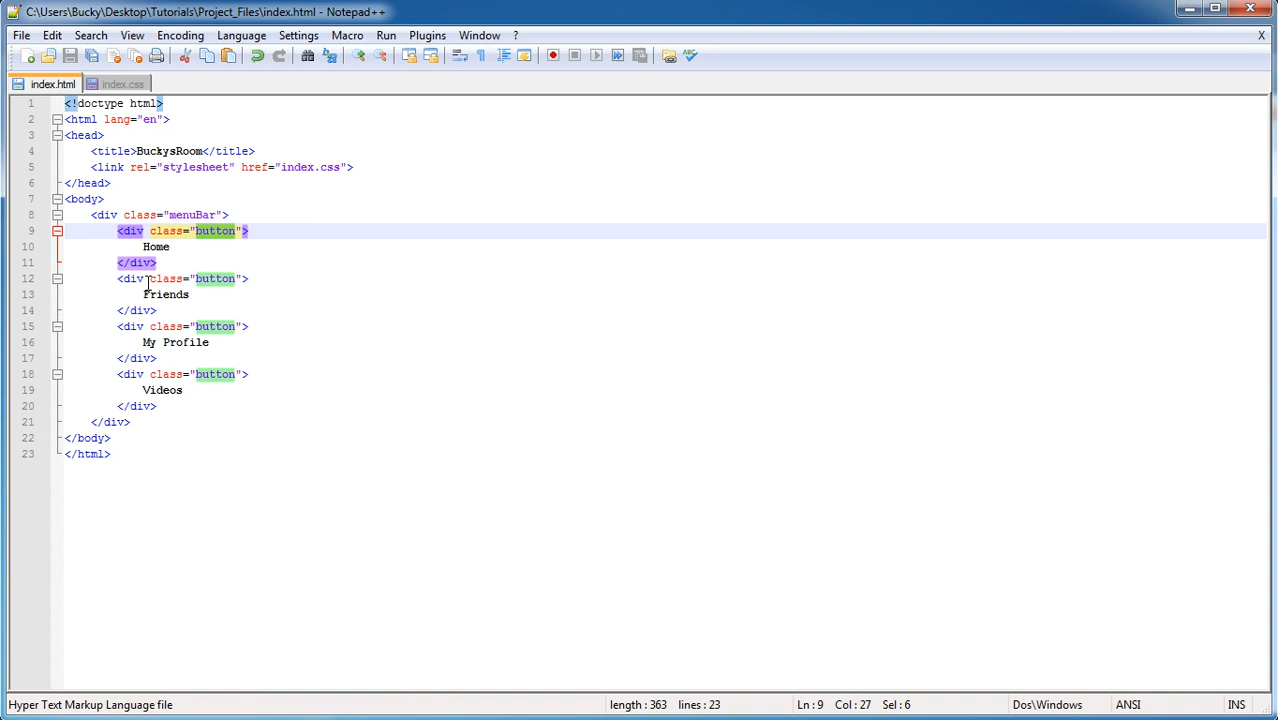 C:\Users\Bucky\Desktop\Tutorials\Project_Files\index.html - Notepad++
File Edit Search View Encoding Language Settings Macro Run Plugins Window ? X
index.html index.css
1 <!doctype html>
2 <html lang="en">
3 <head>
4 <title>BuckysRoom</title>
5 <link rel="stylesheet" href="index.css">
6 </head>
7 <body>
8 <div class="menuBar">
9 <div class="button">
10 Home
11 </div>
12 <div class="button">
13 Friends
14 </div>
15 <div class="button">
16 My Profile
17 </div>
18 <div class="button">
19 Videos
20 </div>
21 </div>
22 </body>
23 </html>
Hyper Text Markup Language file length : 363 lines : 23 Ln : 9 Col : 27 Sel : 6 Dos\Windows ANSI INS